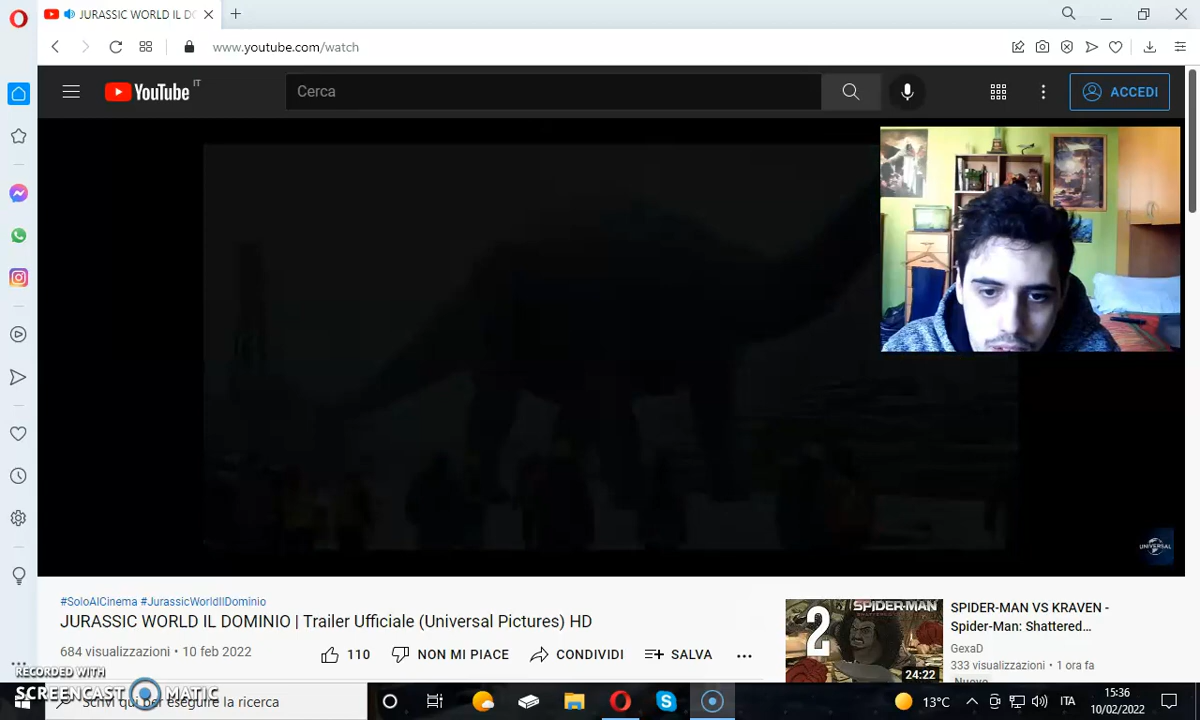 JURASSIC WORLD IL DO
www.youtube.com/watch
YouTube IT
Cerca
ACCEDI
UNIVERSAL
#SoloAlCinema #JurassicWorldIlDominio
JURASSIC WORLD IL DOMINIO | Trailer Ufficiale (Universal Pictures) HD
684 visualizzazioni • 10 feb 2022
110
NON MI PIACE
CONDIVIDI
SALVA
SPIDER-MAN
2
24:22
SPIDER-MAN VS KRAVEN -
Spider-Man: Shattered...
GexaD
333 visualizzazioni • 1 ora fa
Nuovo
RECORDED WITH
SCREENCAST MATIC
Scrivi qui per eseguire la ricerca
13°C
ITA
15:36
10/02/2022